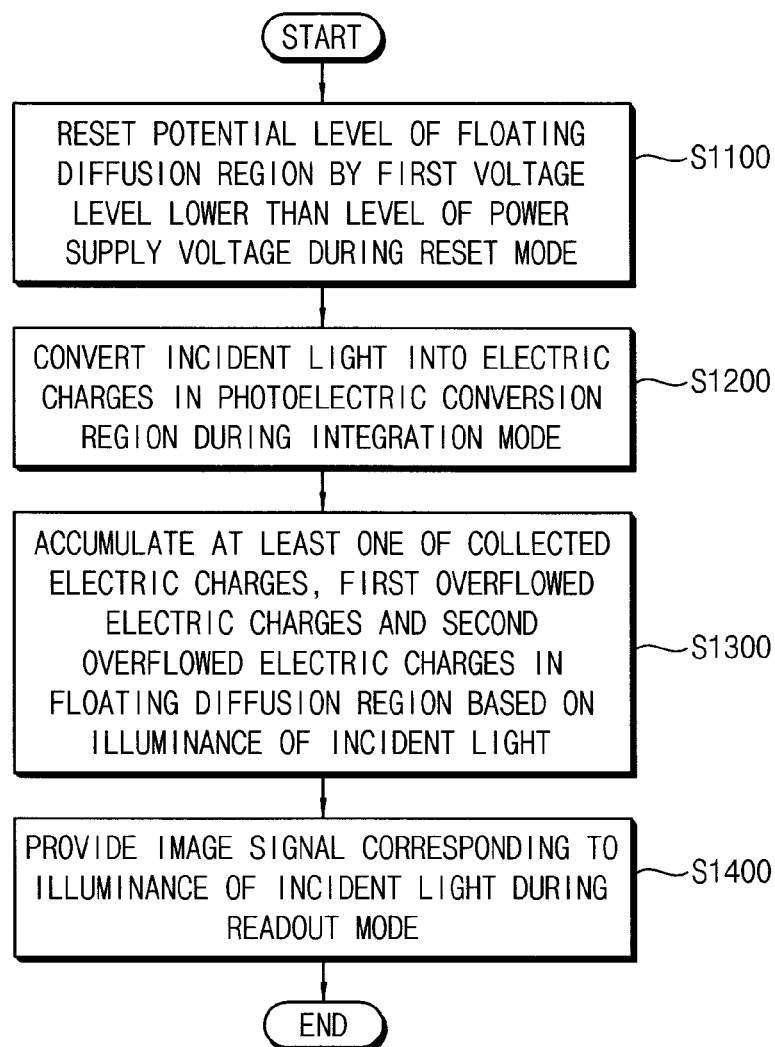 START
RESET POTENTIAL LEVEL OF FLOATING
DIFFUSION REGION BY FIRST VOLTAGE
LEVEL LOWER THAN LEVEL OF POWER
SUPPLY VOLTAGE DURING RESET MODE
S1100
CONVERT INCIDENT LIGHT INTO ELECTRIC
CHARGES IN PHOTOELECTRIC CONVERSION
REGION DURING INTEGRATION MODE
S1200
ACCUMULATE AT LEAST ONE OF COLLECTED
ELECTRIC CHARGES, FIRST OVERFLOWED
ELECTRIC CHARGES AND SECOND
OVERFLOWED ELECTRIC CHARGES IN
FLOATING DIFFUSION REGION BASED ON
ILLUMINANCE OF INCIDENT LIGHT
S1300
PROVIDE IMAGE SIGNAL CORRESPONDING TO
ILLUMINANCE OF INCIDENT LIGHT DURING
READOUT MODE
S1400
END